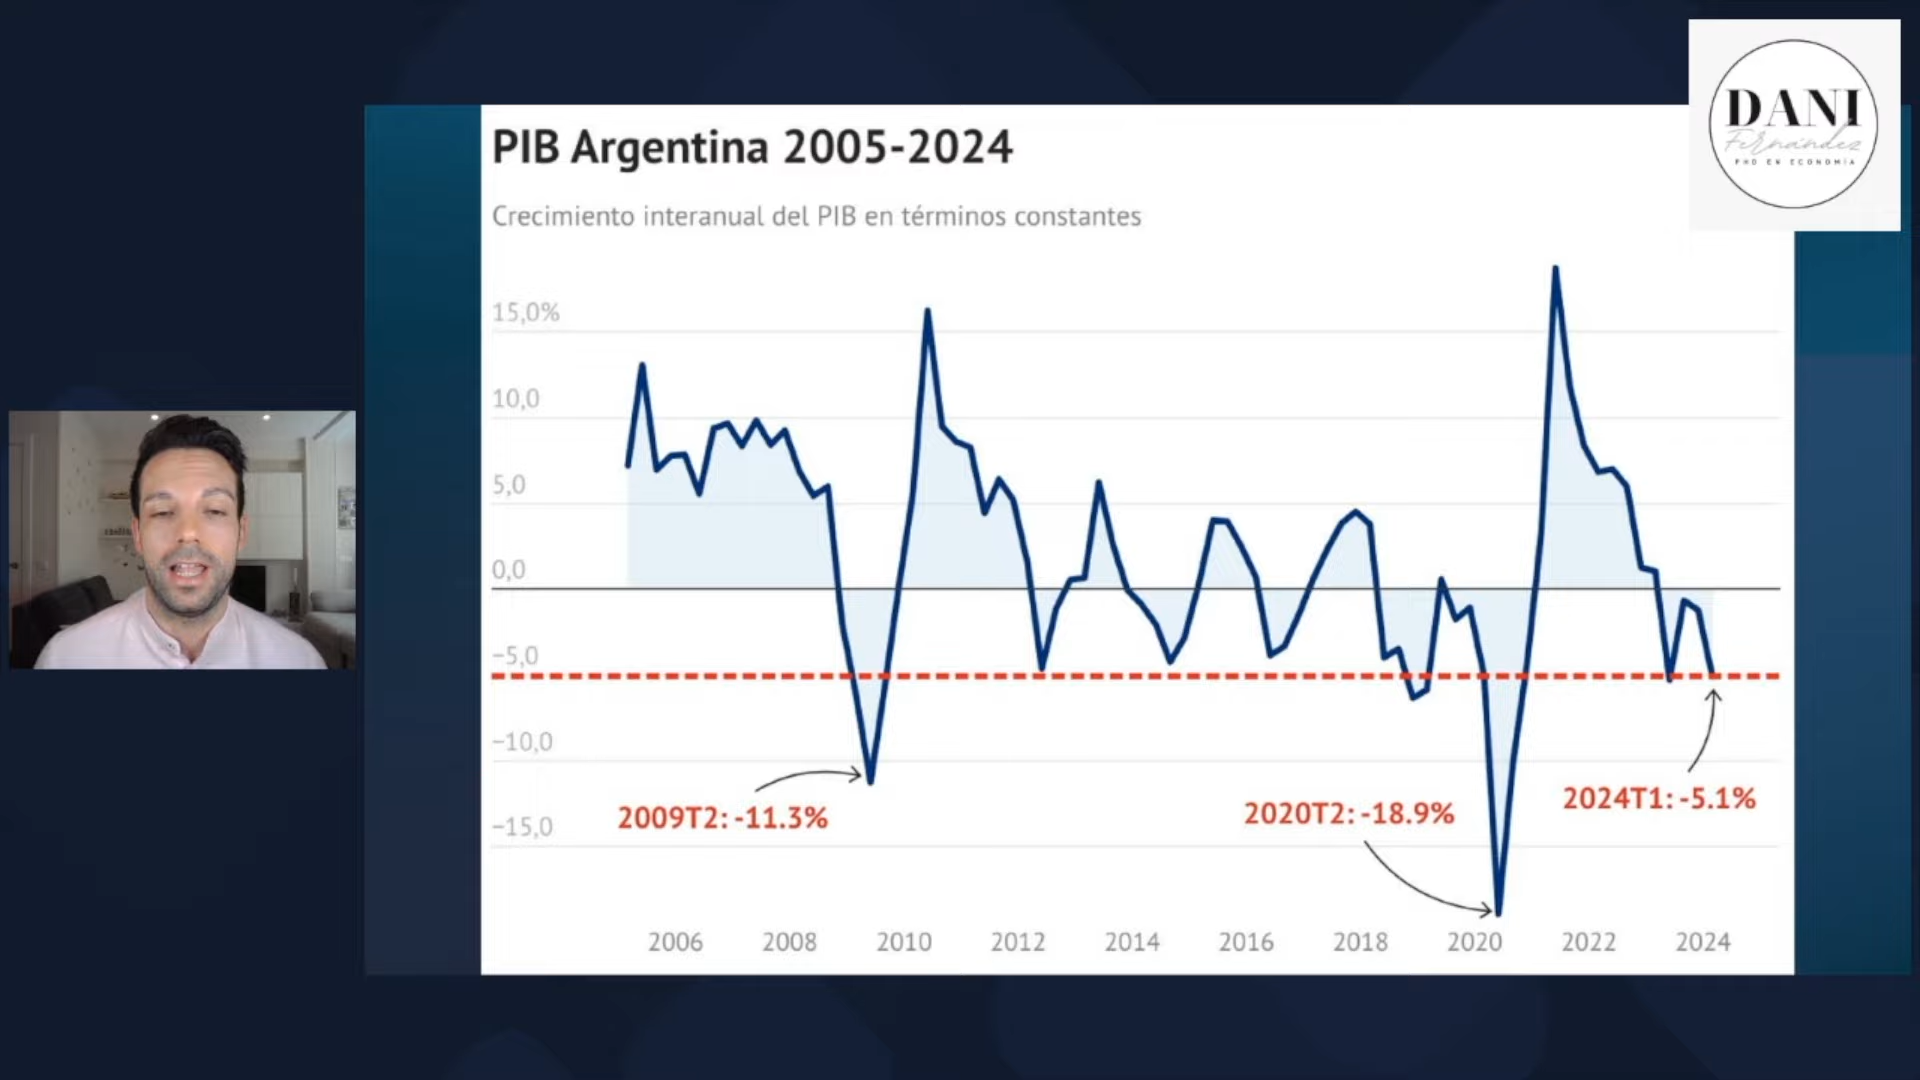 DANI
Fernández
PHD EN ECONOMÍA
PIB Argentina 2005-2024
Crecimiento interanual del PIB en términos constantes
15,0%
10,0
5,0
0,0
−5,0
−10,0
−15,0
2009T2: -11.3%
2020T2: -18.9%
2024T1: -5.1%
2006 2008 2010 2012 2014 2016 2018 2020 2022 2024